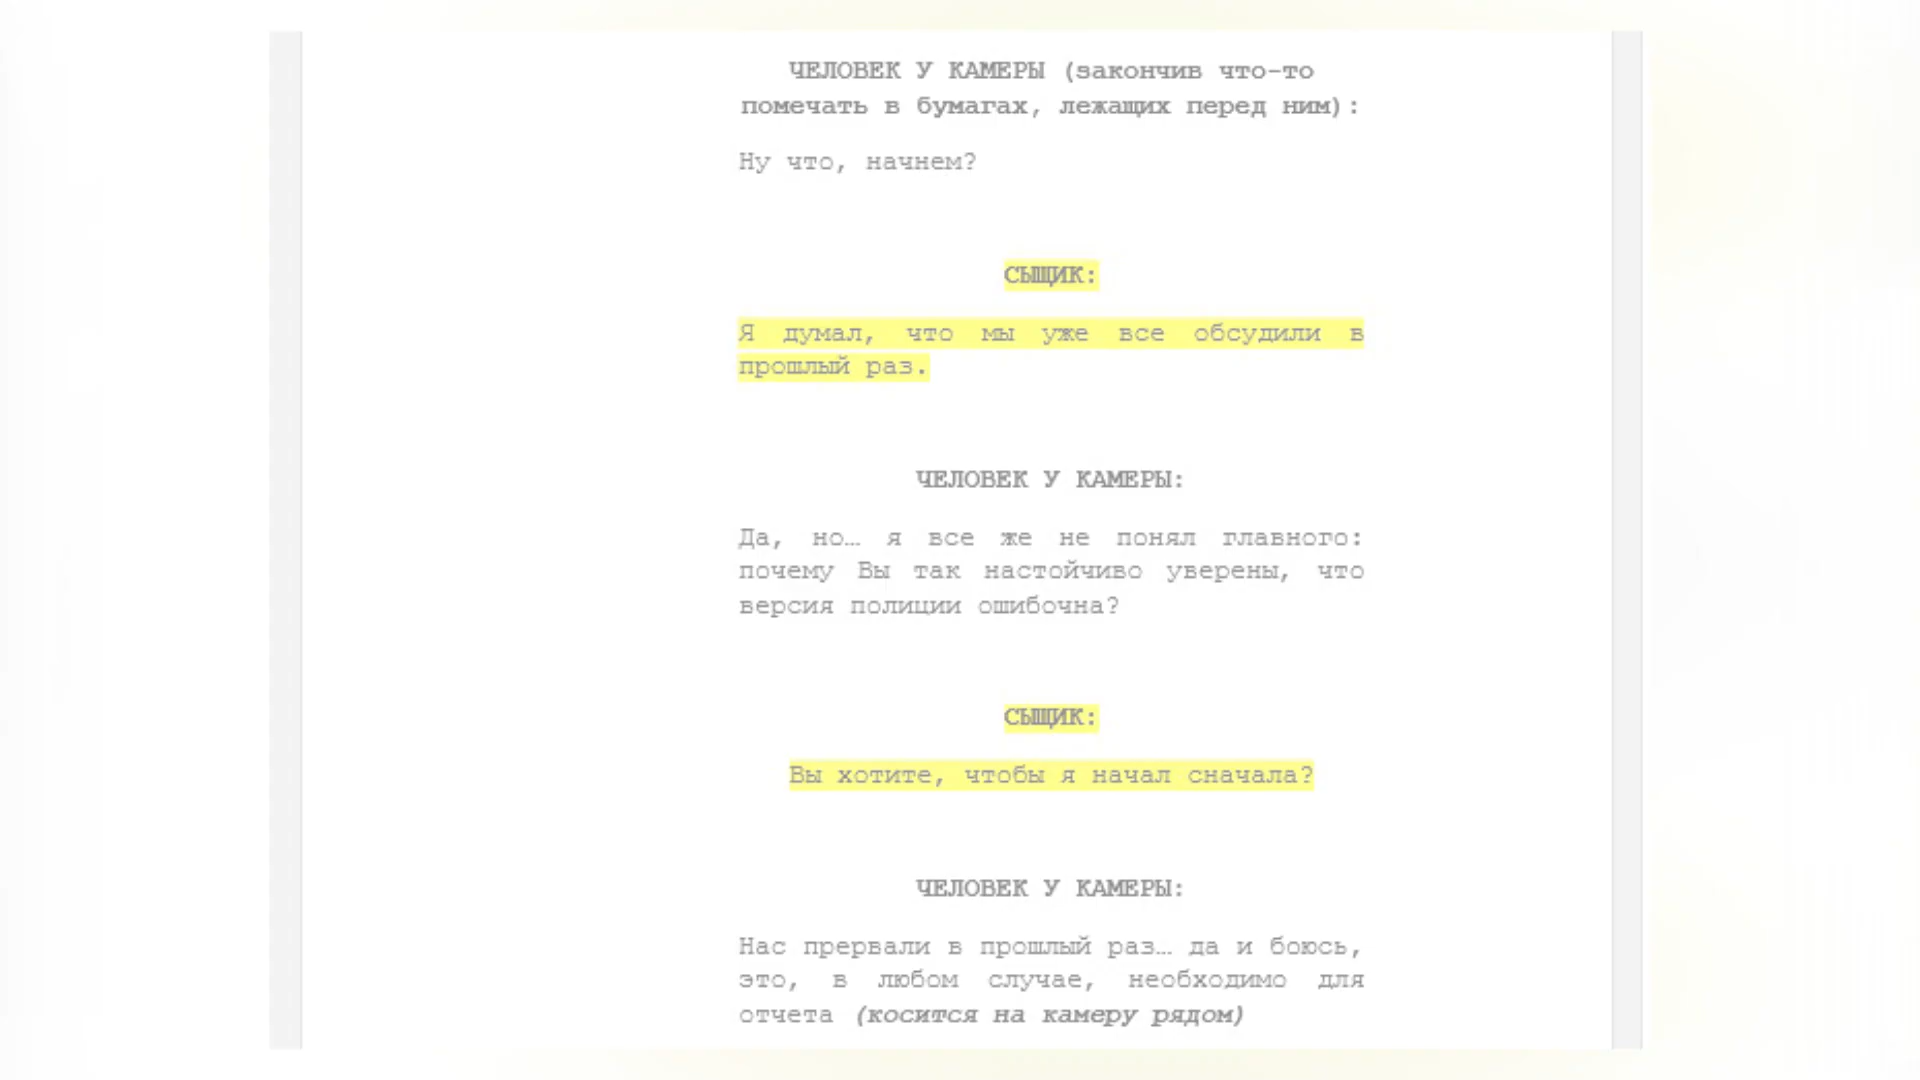 ЧЕЛОВЕК У КАМЕРЫ (закончив что-то
помечать в бумагах, лежащих перед ним):
Ну что, начнем?
СЫЩИК:
Я думал, что мы уже все обсудили в
прошлый раз.
ЧЕЛОВЕК У КАМЕРЫ:
Да, но… я все же не понял главного:
почему Вы так настойчиво уверены, что
версия полиции ошибочна?
СЫЩИК:
Вы хотите, чтобы я начал сначала?
ЧЕЛОВЕК У КАМЕРЫ:
Нас прервали в прошлый раз… да и боюсь,
это, в любом случае, необходимо для
отчета (косится на камеру рядом)